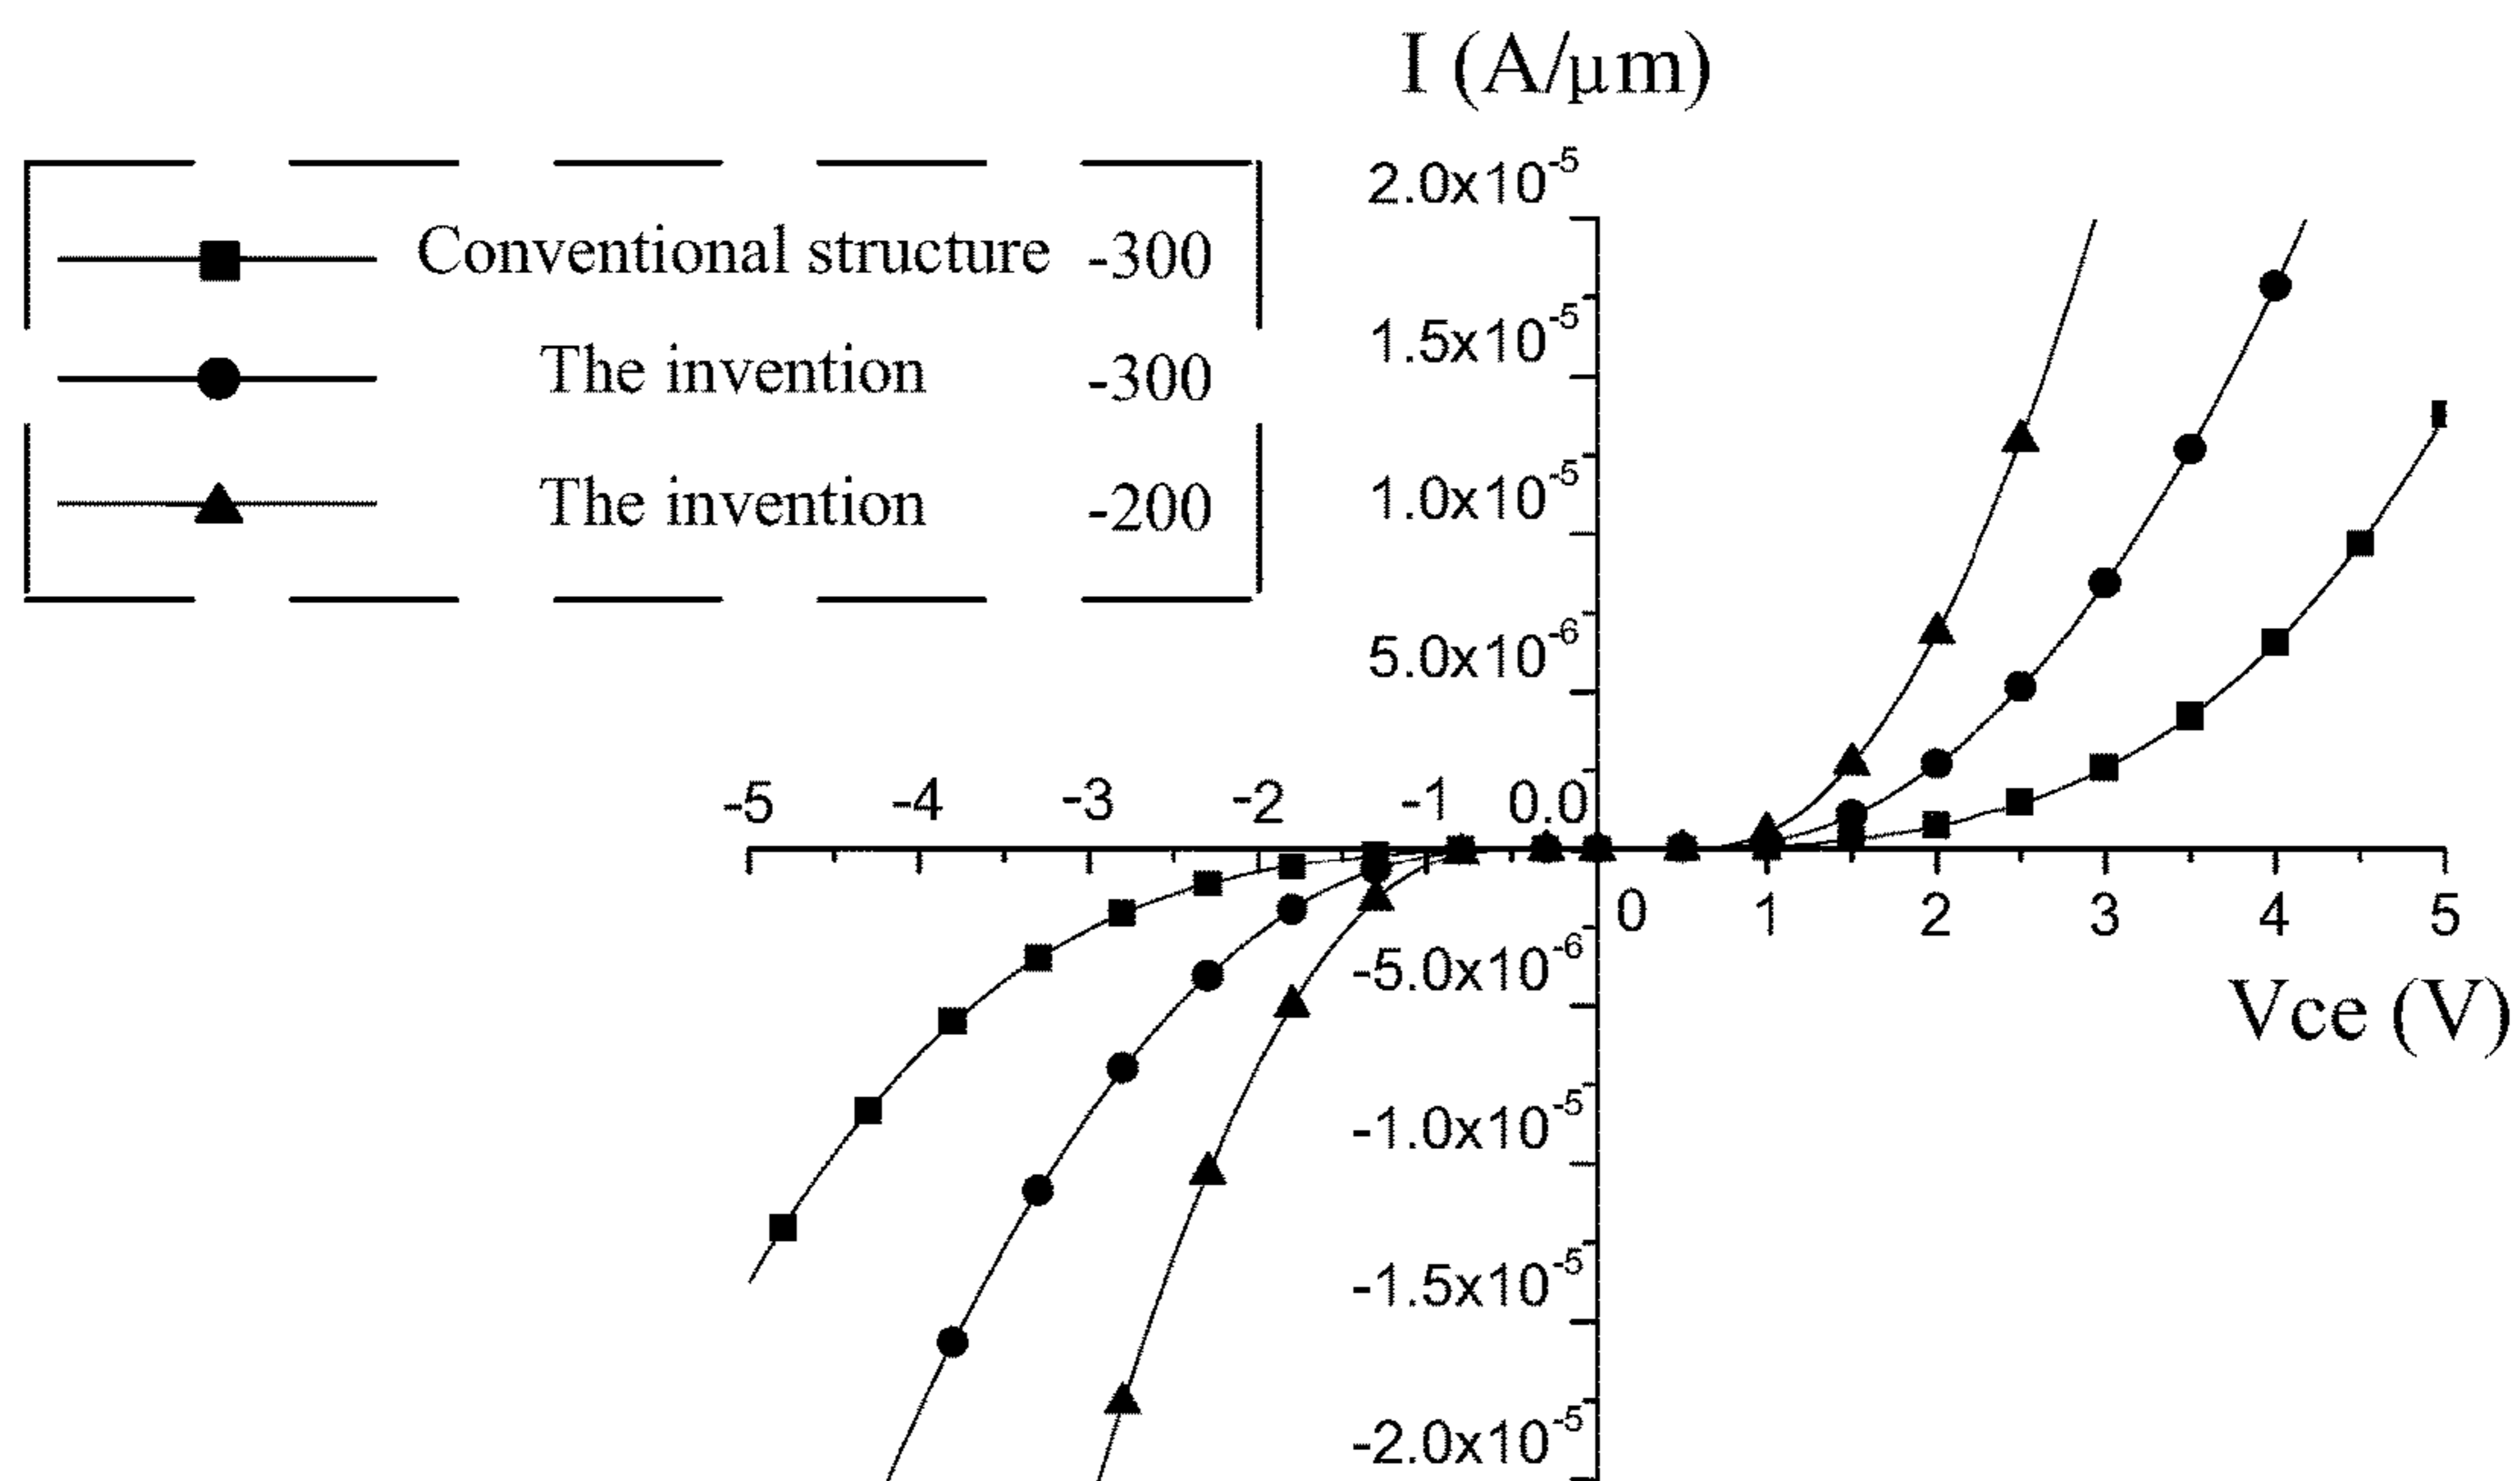 I (A/µm)
Conventional structure -300
The invention -300
The invention -200
2.0x10^-5
1.5x10^-5
1.0x10^-5
5.0x10^-6
-5 -4 -3 -2 -1 0.0
0 1 2 3 4 5
Vce (V)
-5.0x10^-6
-1.0x10^-5
-1.5x10^-5
-2.0x10^-5